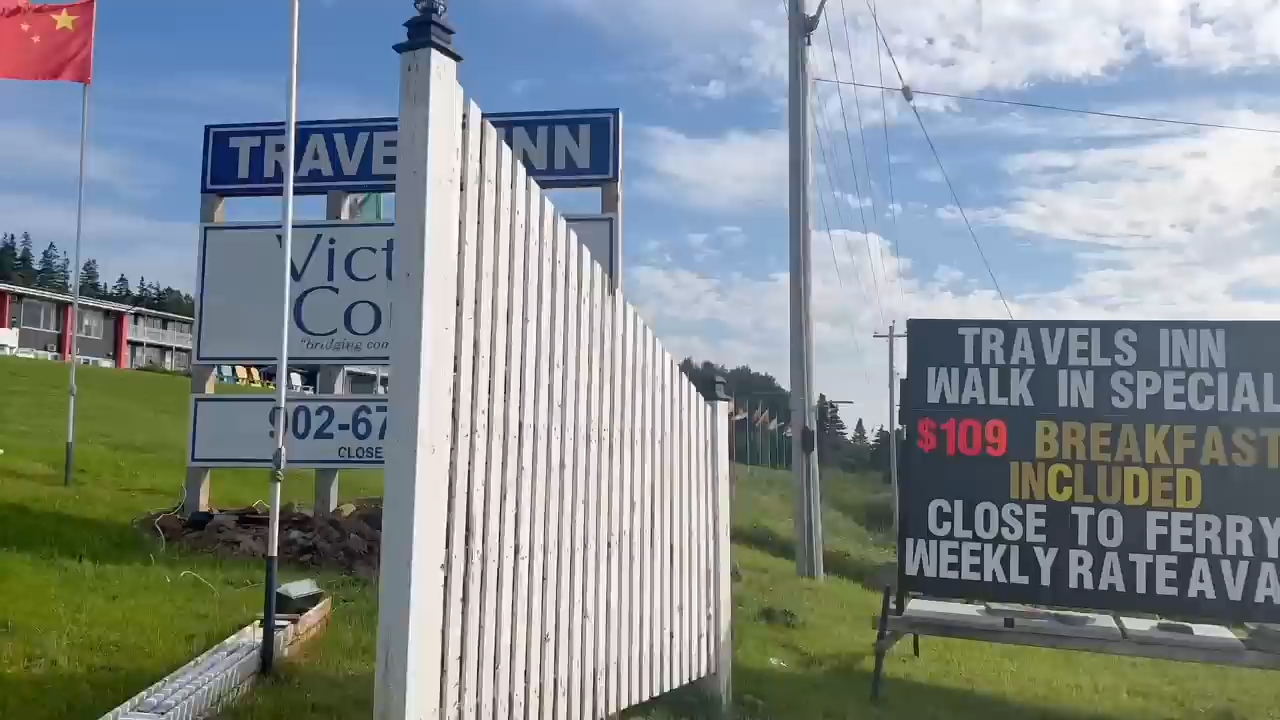 TRAVE INN
Vict
Co
"bridging con
902-67
CLOSE
TRAVELS INN
WALK IN SPECIAL
$109 BREAKFAST
INCLUDED
CLOSE TO FERRY
WEEKLY RATE AVA